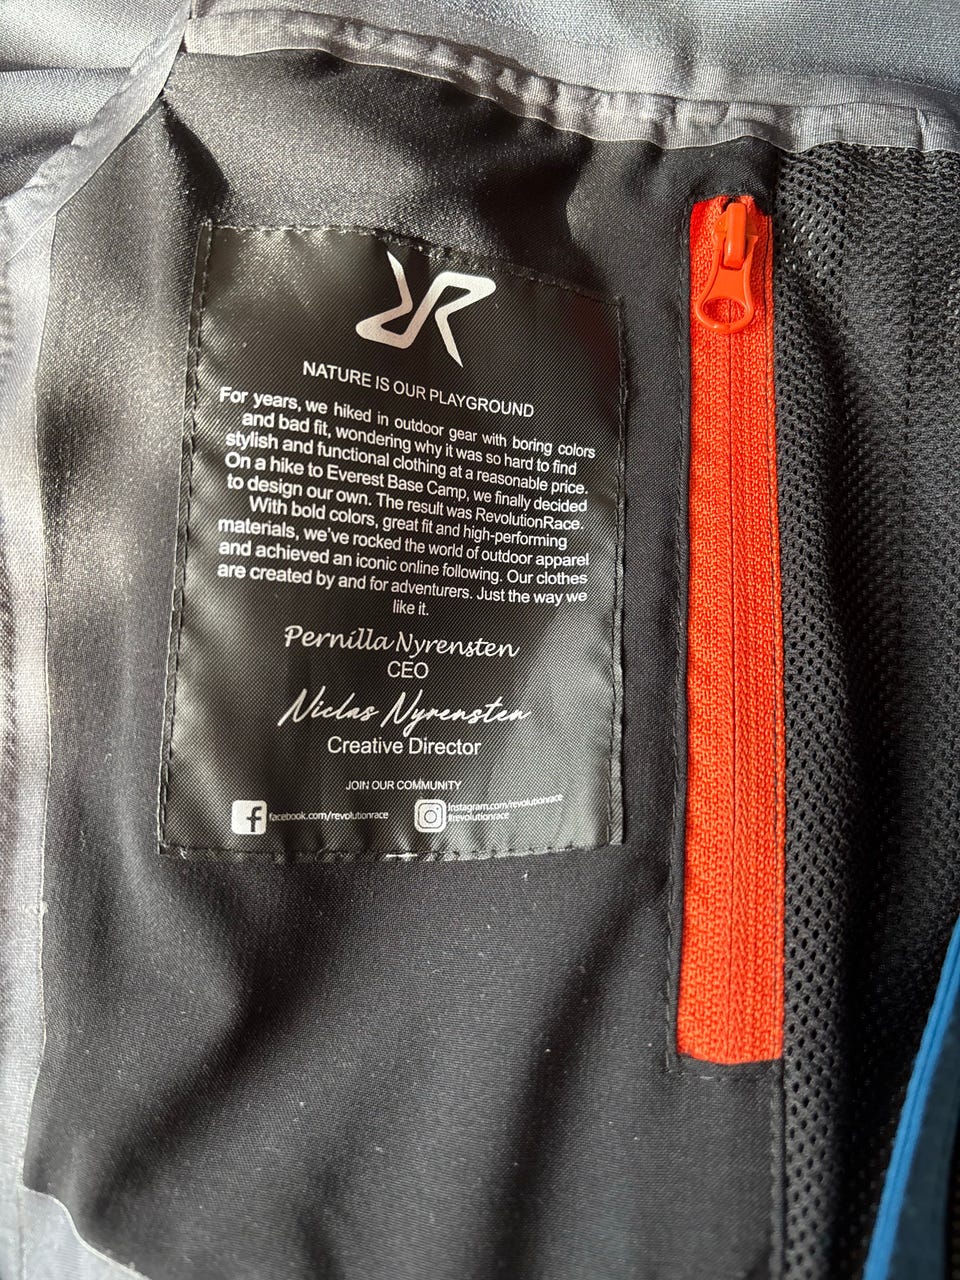 NATURE IS OUR PLAYGROUND
For years, we hiked in outdoor gear with boring colors
and bad fit, wondering why it was so hard to find
stylish and functional clothing at a reasonable price.
On a hike to Everest Base Camp, we finally decided
to design our own. The result was RevolutionRace.
With bold colors, great fit and high-performing
materials, we've rocked the world of outdoor apparel
and achieved an iconic online following. Our clothes
are created by and for adventurers. Just the way we
like it.
Pernilla Nyrensten
CEO
Niclas Nyrensten
Creative Director
JOIN OUR COMMUNITY
facebook.com/revolutionrace
Instagram.com/revolutionrace
#revolutionrace